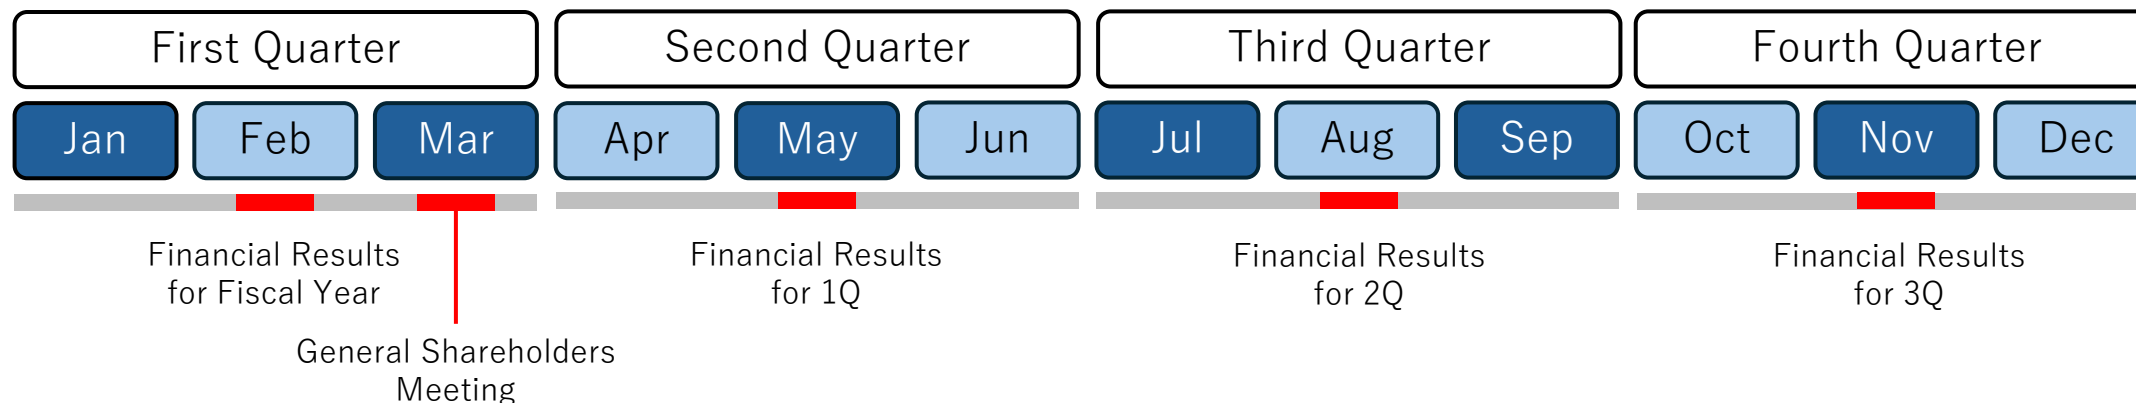 First Quarter
Second Quarter
Third Quarter
Fourth Quarter
Jan
Feb
Mar
Apr
May
Jun
Jul
Aug
Sep
Oct
Nov
Dec
Financial Results
for Fiscal Year
General Shareholders
Meeting
Financial Results
for 1Q
Financial Results
for 2Q
Financial Results
for 3Q